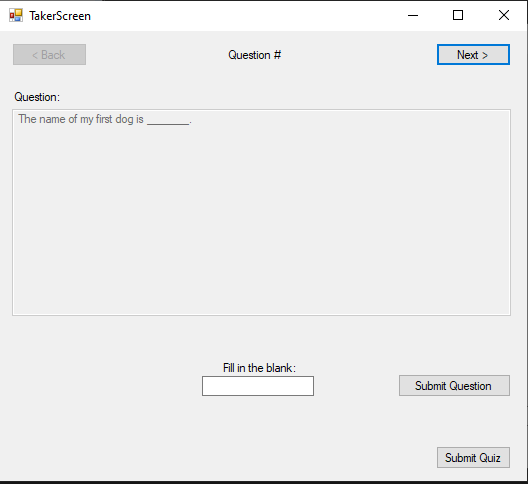 TakerScreen
< Back
Question #
Next >
Question:
The name of my first dog is _______.
Fill in the blank:
Submit Question
Submit Quiz